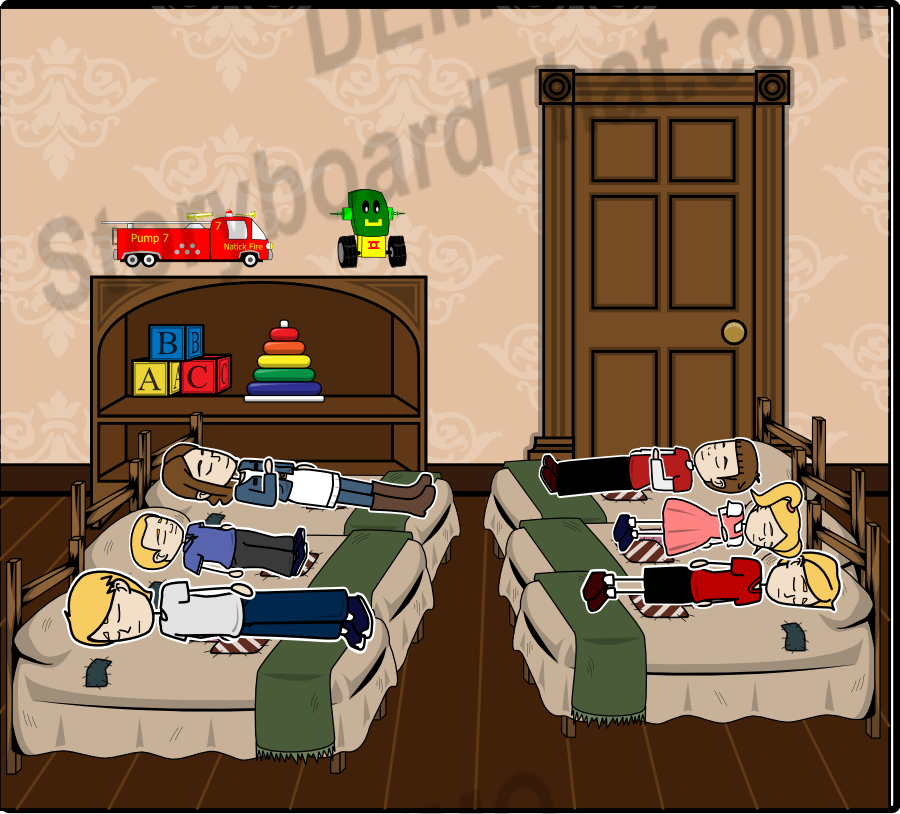 DEMO
StoryboardThat.com
Pump 7
7
Natick Fire
B
B
A
A
C
C